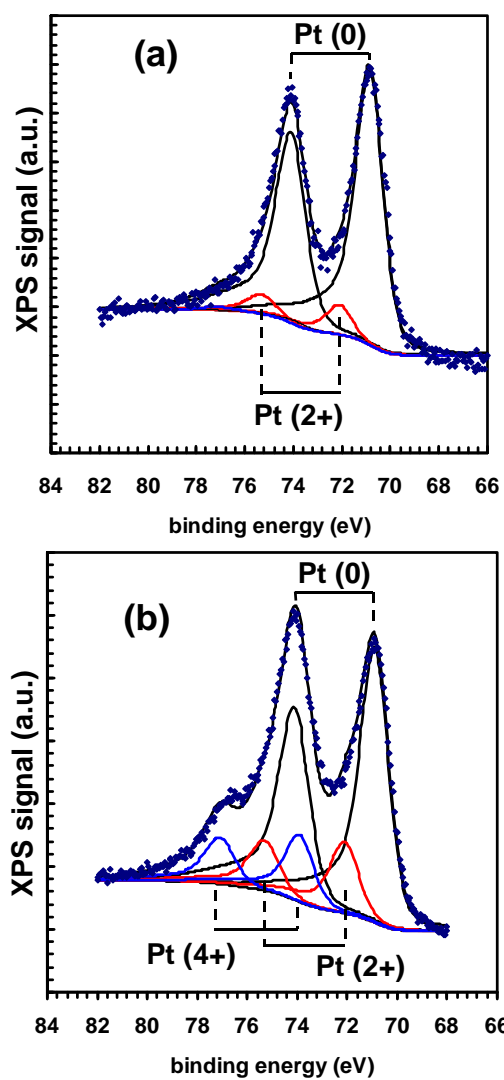 Pt (0)
(a)
XPS signal (a.u.)
Pt (2+)
84 82 80 78 76 74 72 70 68 66
binding energy (eV)
Pt (0)
(b)
XPS signal (a.u.)
Pt (4+)
Pt (2+)
84 82 80 78 76 74 72 70 68 66
binding energy (eV)